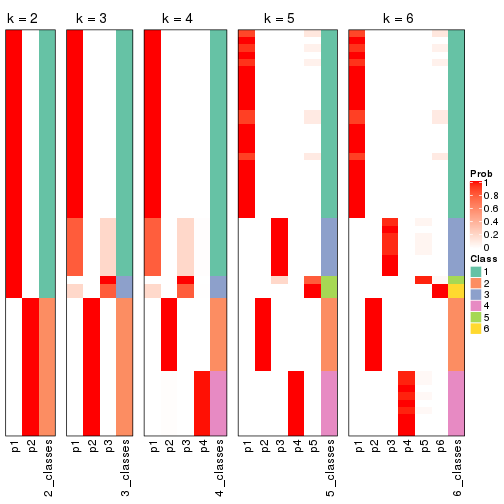 k = 2
k = 3
k = 4
k = 5
k = 6
Prob
1
0.8
0.6
0.4
0.2
0
Class
1
2
3
4
5
6
p1 p2 2_classes
p1 p2 p3 3_classes
p1 p2 p3 p4 4_classes
p1 p2 p3 p4 p5 5_classes
p1 p2 p3 p4 p5 p6 6_classes